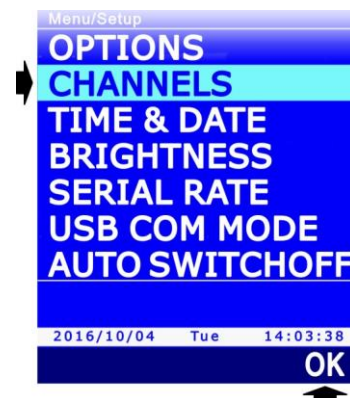 Menu/Setup
OPTIONS
CHANNELS
TIME & DATE
BRIGHTNESS
SERIAL RATE
USB COM MODE
AUTO SWITCHOFF
2016/10/04 Tue 14:03:38
OK